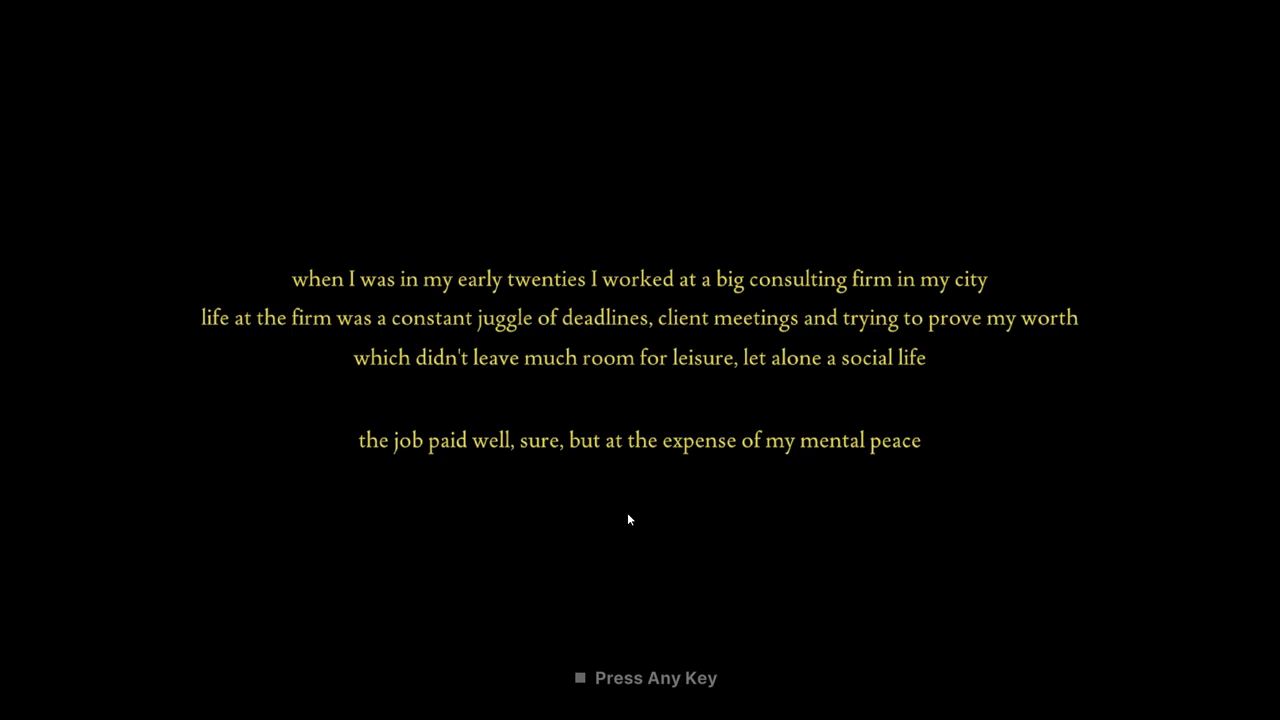 when I was in my early twenties I worked at a big consulting firm in my city
life at the firm was a constant juggle of deadlines, client meetings and trying to prove my worth
which didn't leave much room for leisure, let alone a social life
the job paid well, sure, but at the expense of my mental peace
Press Any Key